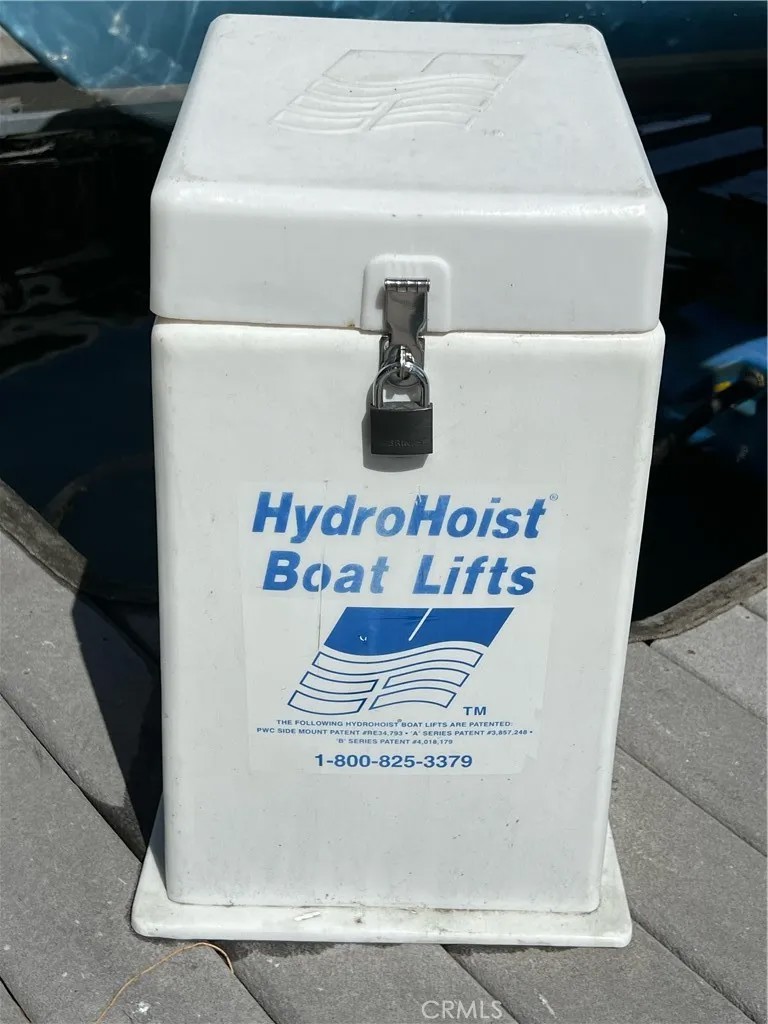 HydroHoist®
Boat Lifts
TM
THE FOLLOWING HYDROHOIST® BOAT LIFTS ARE PATENTED:
PWC SIDE MOUNT PATENT #RE34,793 • 'A' SERIES PATENT #3,857,248 •
'B' SERIES PATENT #4,018,179
1-800-825-3379
CRMLS